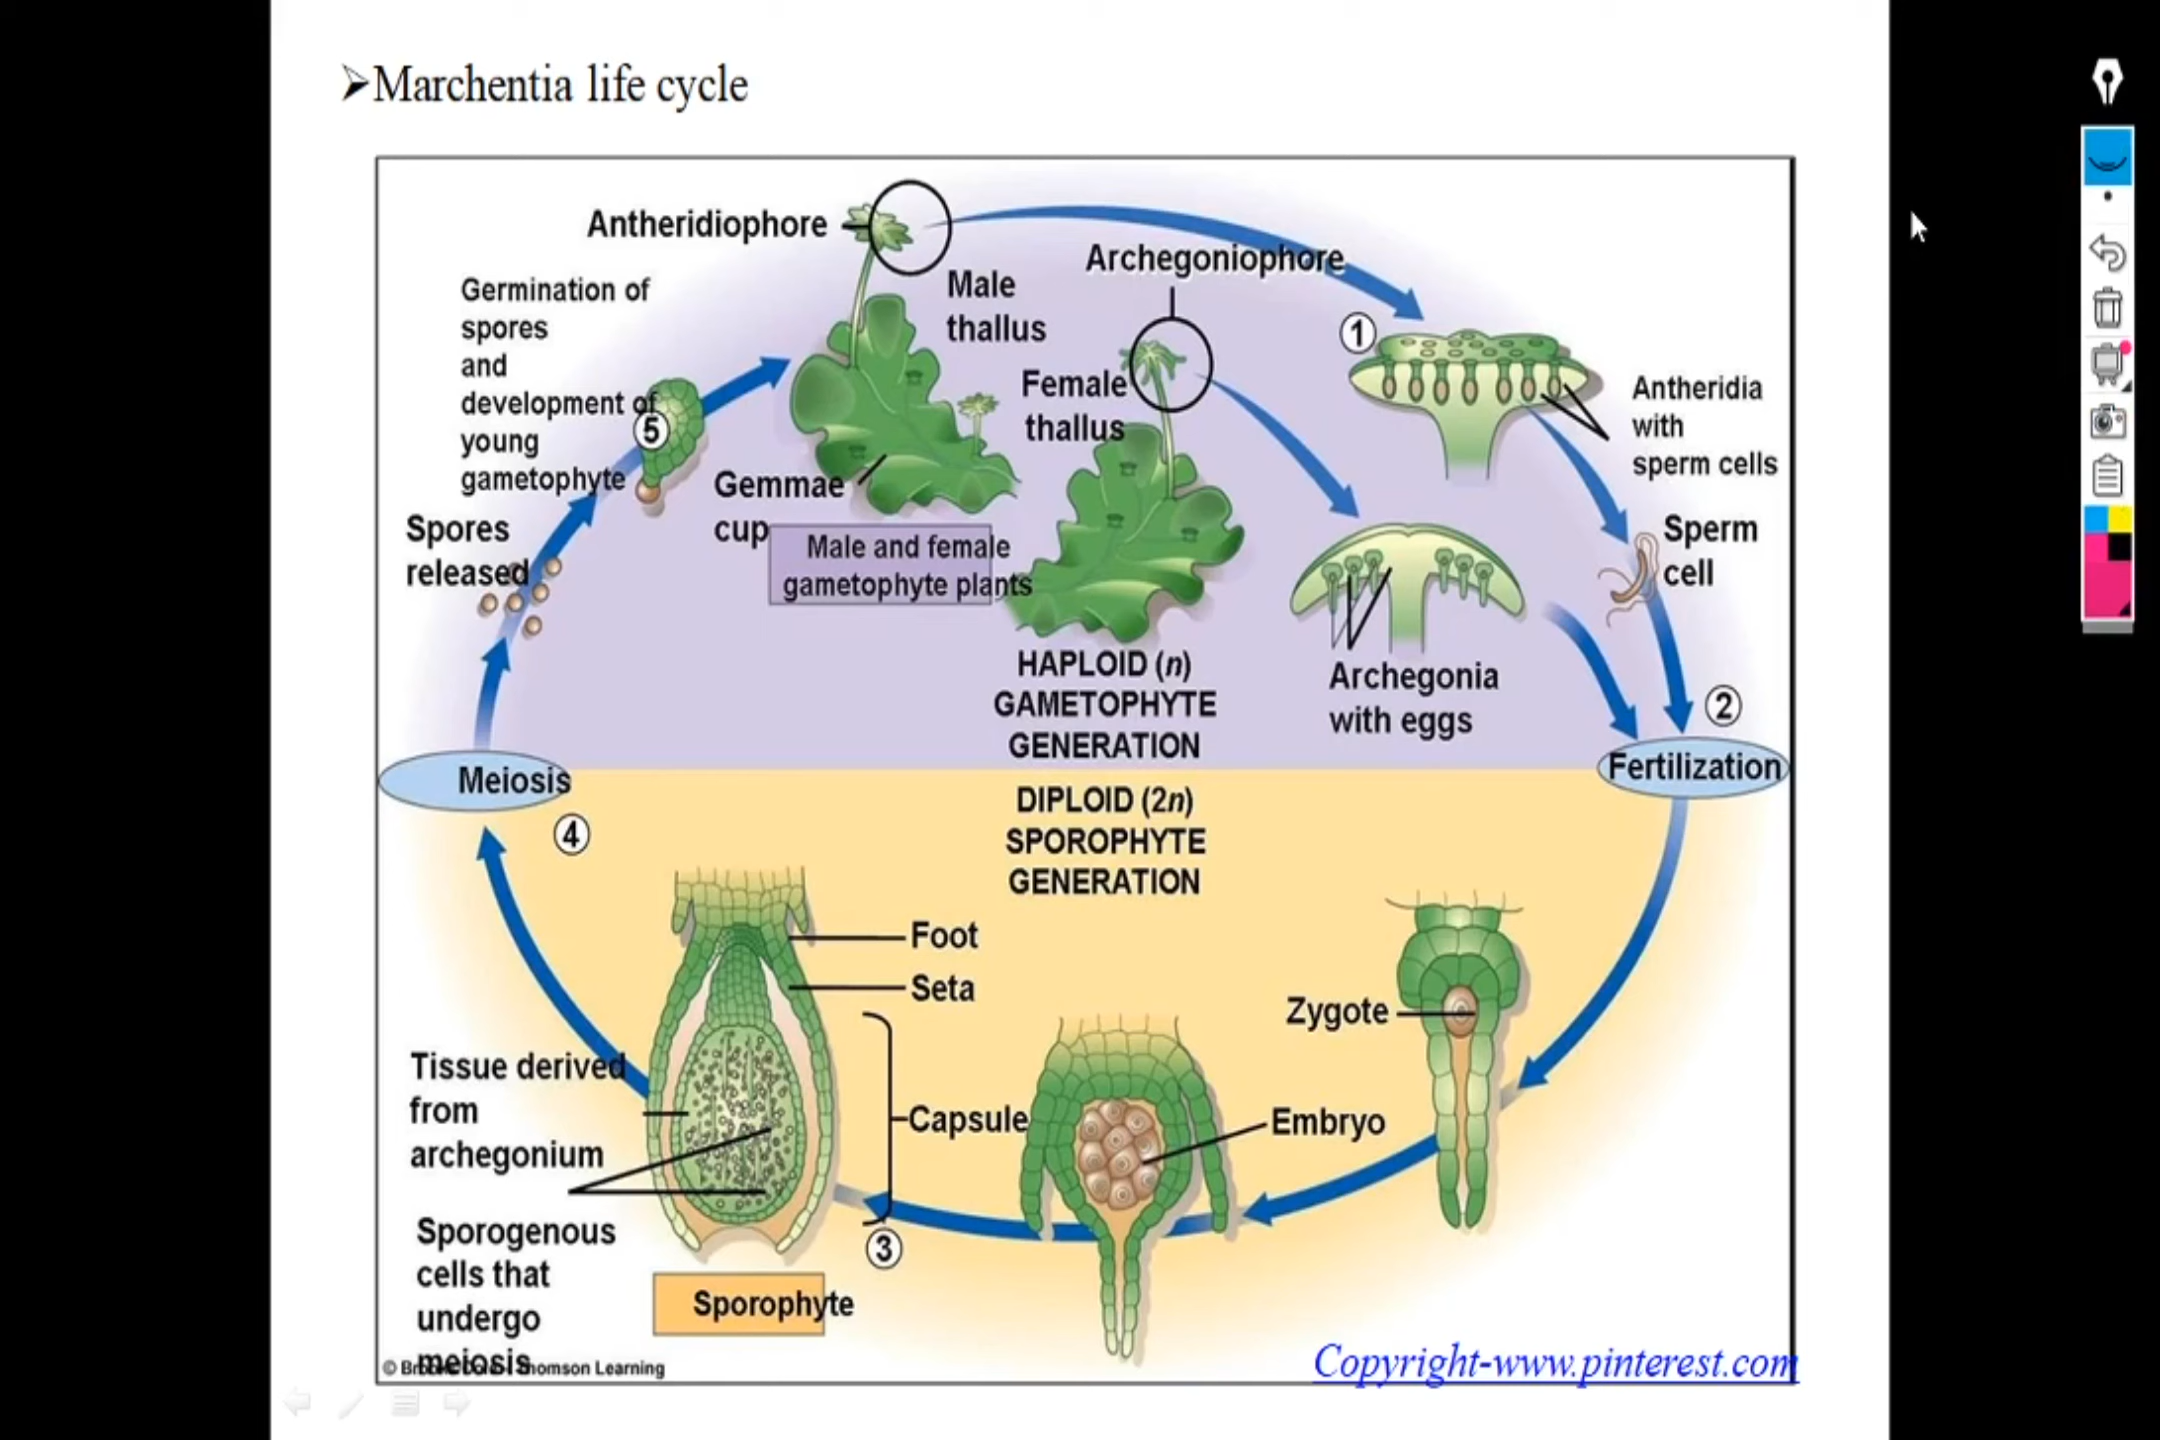 ➢Marchentia life cycle
Antheridiophore
Archegoniophore
Germination of
spores
and
development of
young
gametophyte
Male
thallus
Female
thallus
1
Antheridia
with
sperm cells
5
Gemmae
cup
Spores
released
Male and female
gametophyte plants
Sperm
cell
Archegonia
with eggs
2
HAPLOID (n)
GAMETOPHYTE
GENERATION
Meiosis
Fertilization
4
DIPLOID (2n)
SPOROPHYTE
GENERATION
Foot
Seta
Zygote
Tissue derived
from
archegonium
Capsule
Embryo
Sporogenous
cells that
undergo
meiosis
3
Sporophyte
Thomson Learning
Copyright-www.pinterest.com